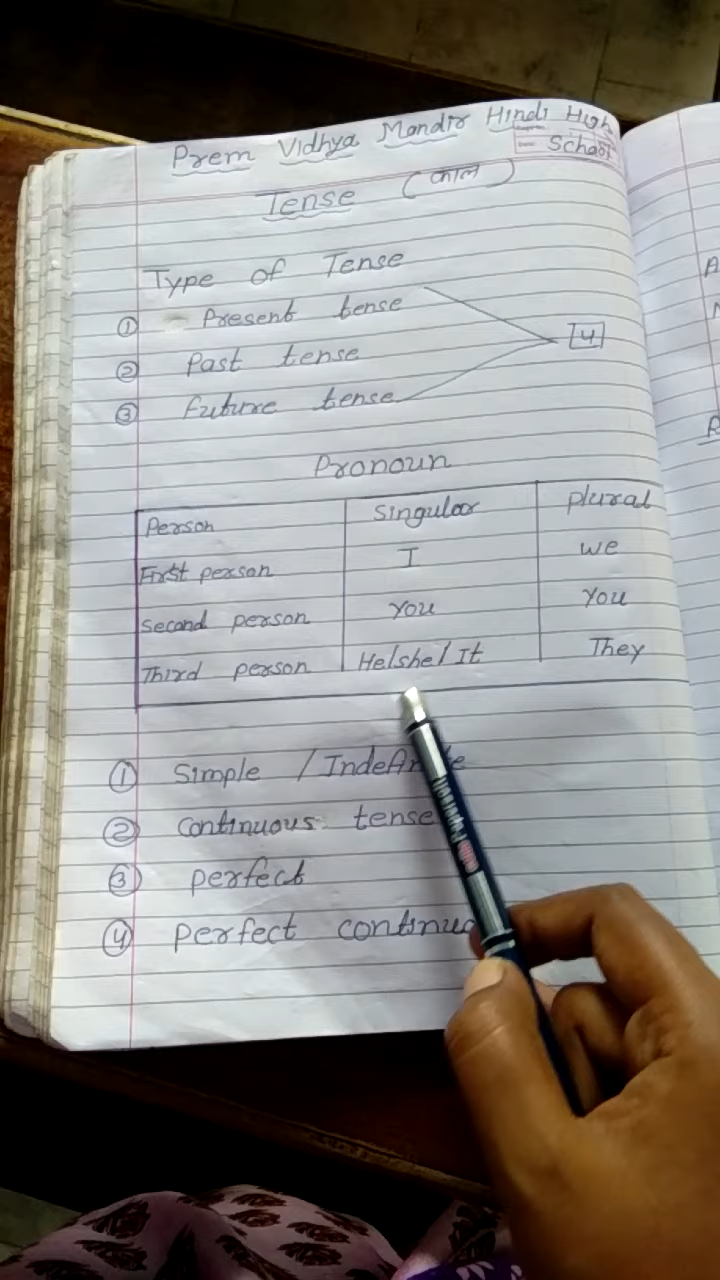 Prem Vidhya Mandir Hindi High
School
Tense (काल)
Type of Tense
① Present tense
② Past tense
③ future tense
[4]
Pronoun
Person Singular plural
First person I we
Second person You You
Third person He/she/It They
① Simple / Indefinite
② Continuous tense
③ perfect
④ perfect continuo